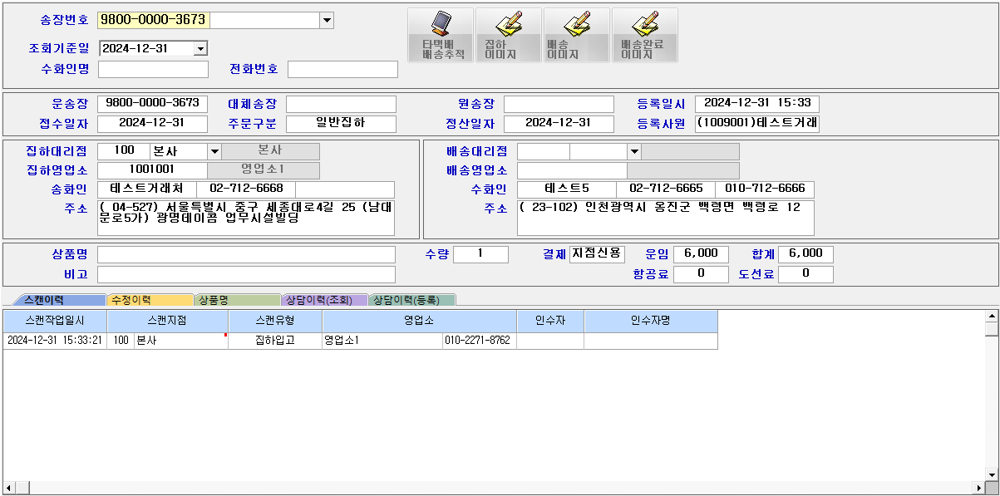 송장번호 9800-0000-3673
조회기준일 2024-12-31
수화인명 전화번호
타택배
배송추적
집하
이미지
배송
이미지
배송완료
이미지
운송장 9800-0000-3673 대체송장 원송장 등록일시 2024-12-31 15:33
접수일자 2024-12-31 주문구분 일반집하 정산일자 2024-12-31 등록사원 (1009001)테스트거래
집하대리점 100 본사 본사
집하영업소 1001001 영업소1
송화인 테스트거래처 02-712-6668
주소 ( 04-527) 서울특별시 중구 세종대로4길 25 (남대
문로5가) 광명데이콤 업무시설빌딩
배송대리점
배송영업소
수화인 테스트5 02-712-6665 010-712-6666
주소 ( 23-102) 인천광역시 옹진군 백령면 백령로 12
상품명 수량 1 결제 지점신용 운임 6,000 합계 6,000
비고 항공료 0 도선료 0
스캔이력 수정이력 상품명 상담이력(조회) 상담이력(등록)
스캔작업일시 스캔지점 스캔유형 영업소 인수자 인수자명
2024-12-31 15:33:21 100 본사 집하입고 영업소1 010-2271-8762